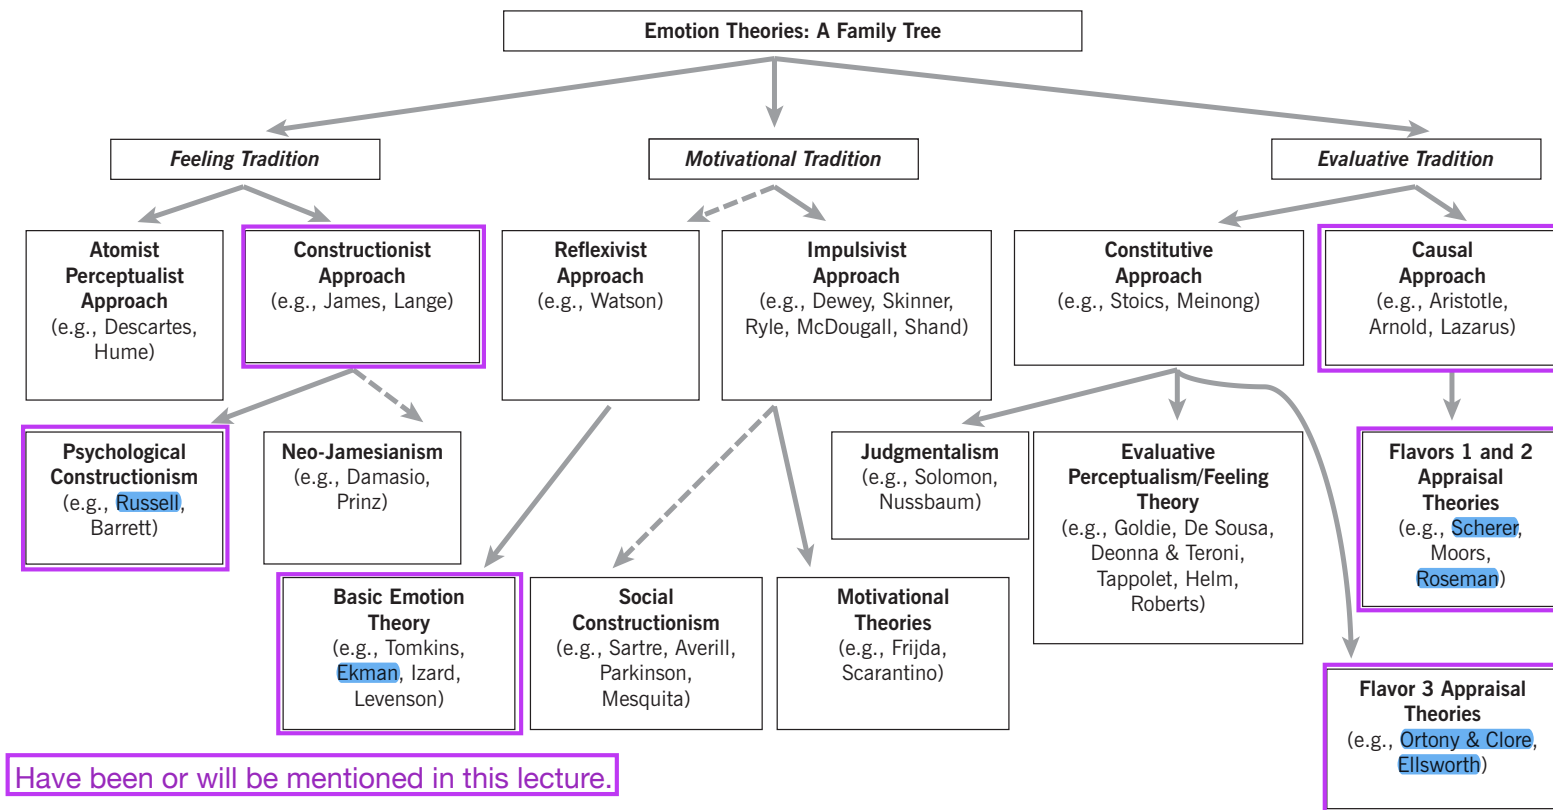 Emotion Theories: A Family Tree
Feeling Tradition
Motivational Tradition
Evaluative Tradition
Atomist
Perceptualist
Approach
(e.g., Descartes,
Hume)
Constructionist
Approach
(e.g., James, Lange)
Reflexivist
Approach
(e.g., Watson)
Impulsivist
Approach
(e.g., Dewey, Skinner,
Ryle, McDougall, Shand)
Constitutive
Approach
(e.g., Stoics, Meinong)
Causal
Approach
(e.g., Aristotle,
Arnold, Lazarus)
Psychological
Constructionism
(e.g., Russell,
Barrett)
Neo-Jamesianism
(e.g., Damasio,
Prinz)
Judgmentalism
(e.g., Solomon,
Nussbaum)
Evaluative
Perceptualism/Feeling
Theory
(e.g., Goldie, De Sousa,
Deonna & Teroni,
Tappolet, Helm,
Roberts)
Flavors 1 and 2
Appraisal
Theories
(e.g., Scherer,
Moors,
Roseman)
Basic Emotion
Theory
(e.g., Tomkins,
Ekman, Izard,
Levenson)
Social
Constructionism
(e.g., Sartre, Averill,
Parkinson,
Mesquita)
Motivational
Theories
(e.g., Frijda,
Scarantino)
Flavor 3 Appraisal
Theories
(e.g., Ortony & Clore,
Ellsworth)
Have been or will be mentioned in this lecture.